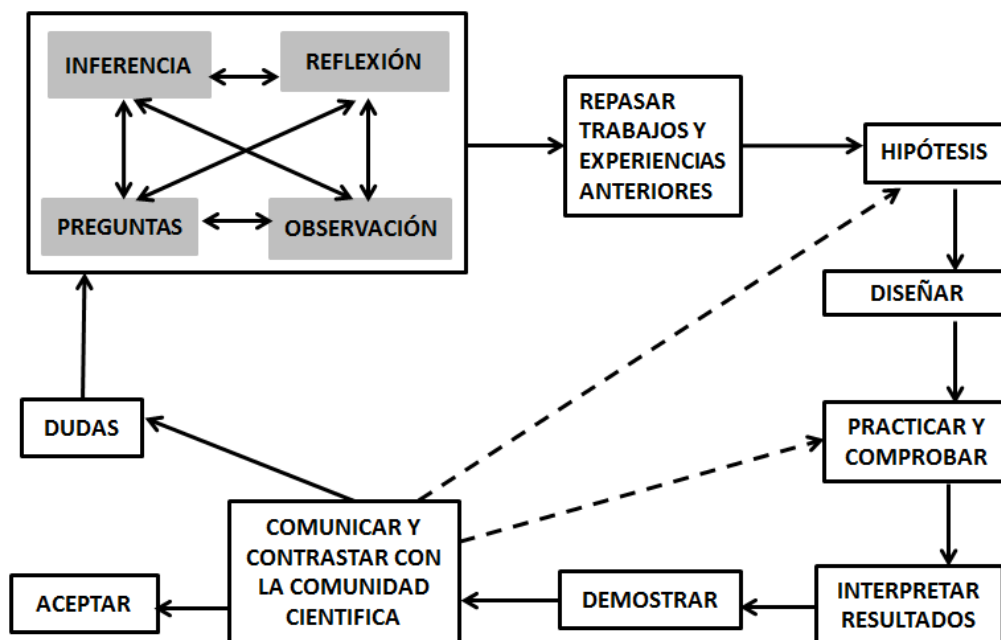 INFERENCIA
REFLEXIÓN
PREGUNTAS
OBSERVACIÓN
REPASAR
TRABAJOS Y
EXPERIENCIAS
ANTERIORES
HIPÓTESIS
DISEÑAR
PRACTICAR Y
COMPROBAR
INTERPRETAR
RESULTADOS
DEMOSTRAR
COMUNICAR Y
CONTRASTAR CON
LA COMUNIDAD
CIENTIFICA
DUDAS
ACEPTAR